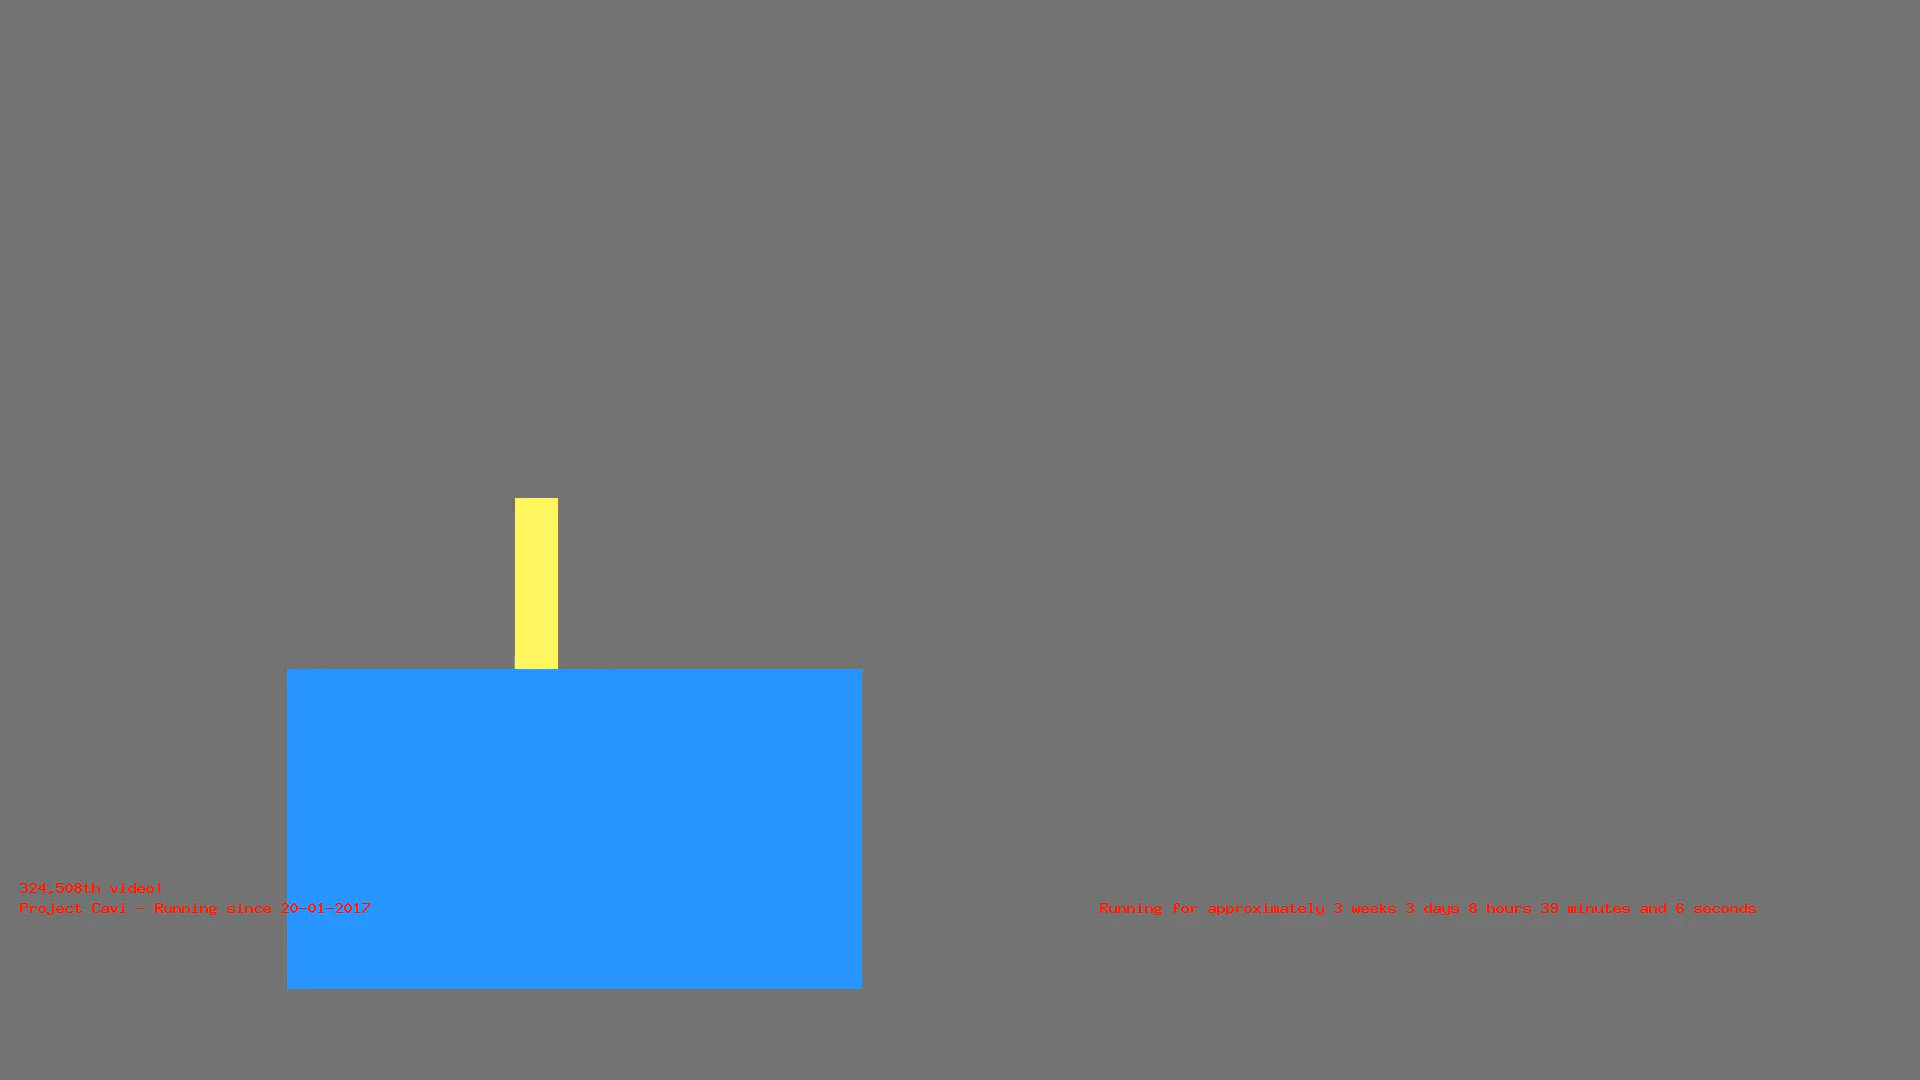 324,508th video!
Project Cavi - Running since 20-01-2017
Running for approximately 3 weeks 3 days 8 hours 39 minutes and 6 seconds